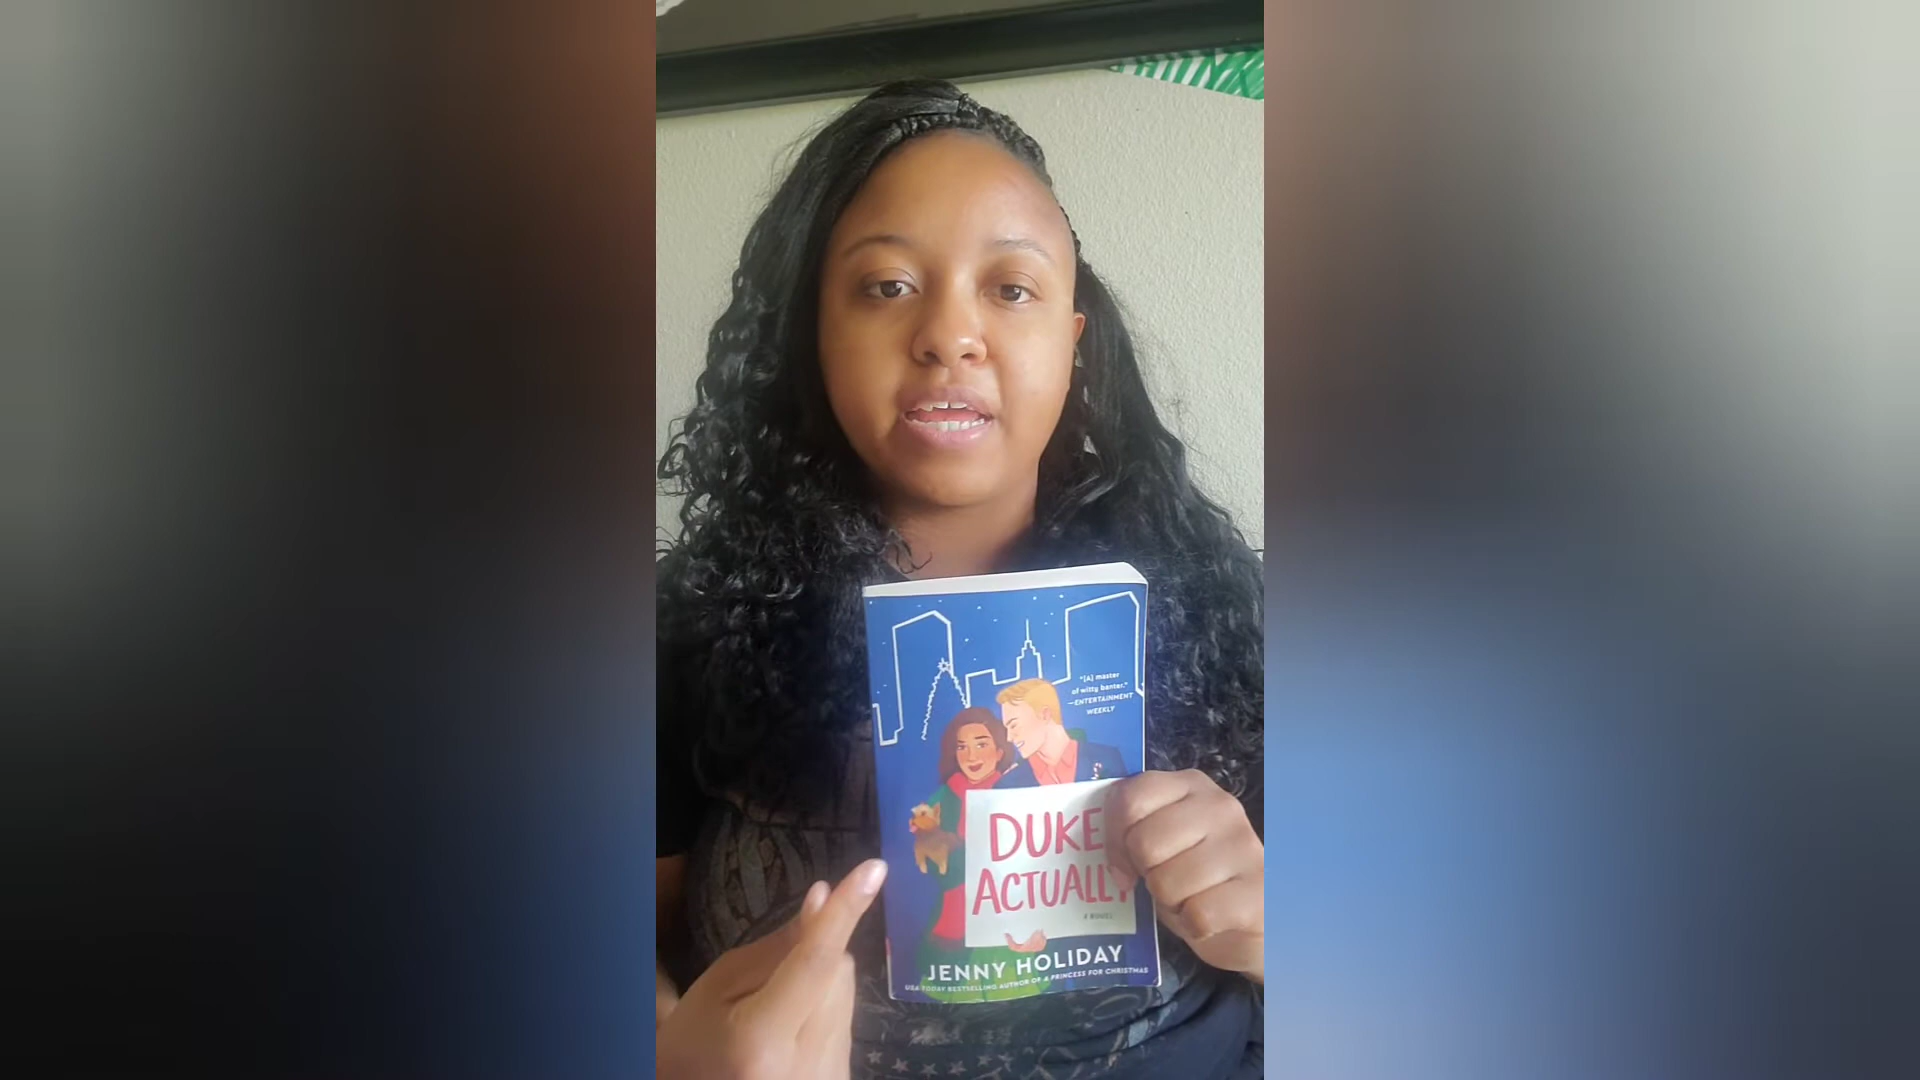 "[A] master
of witty banter."
—ENTERTAINMENT
WEEKLY
DUKE,
ACTUALLY
A NOVEL
JENNY HOLIDAY
USA TODAY BESTSELLING AUTHOR OF A PRINCESS FOR CHRISTMAS